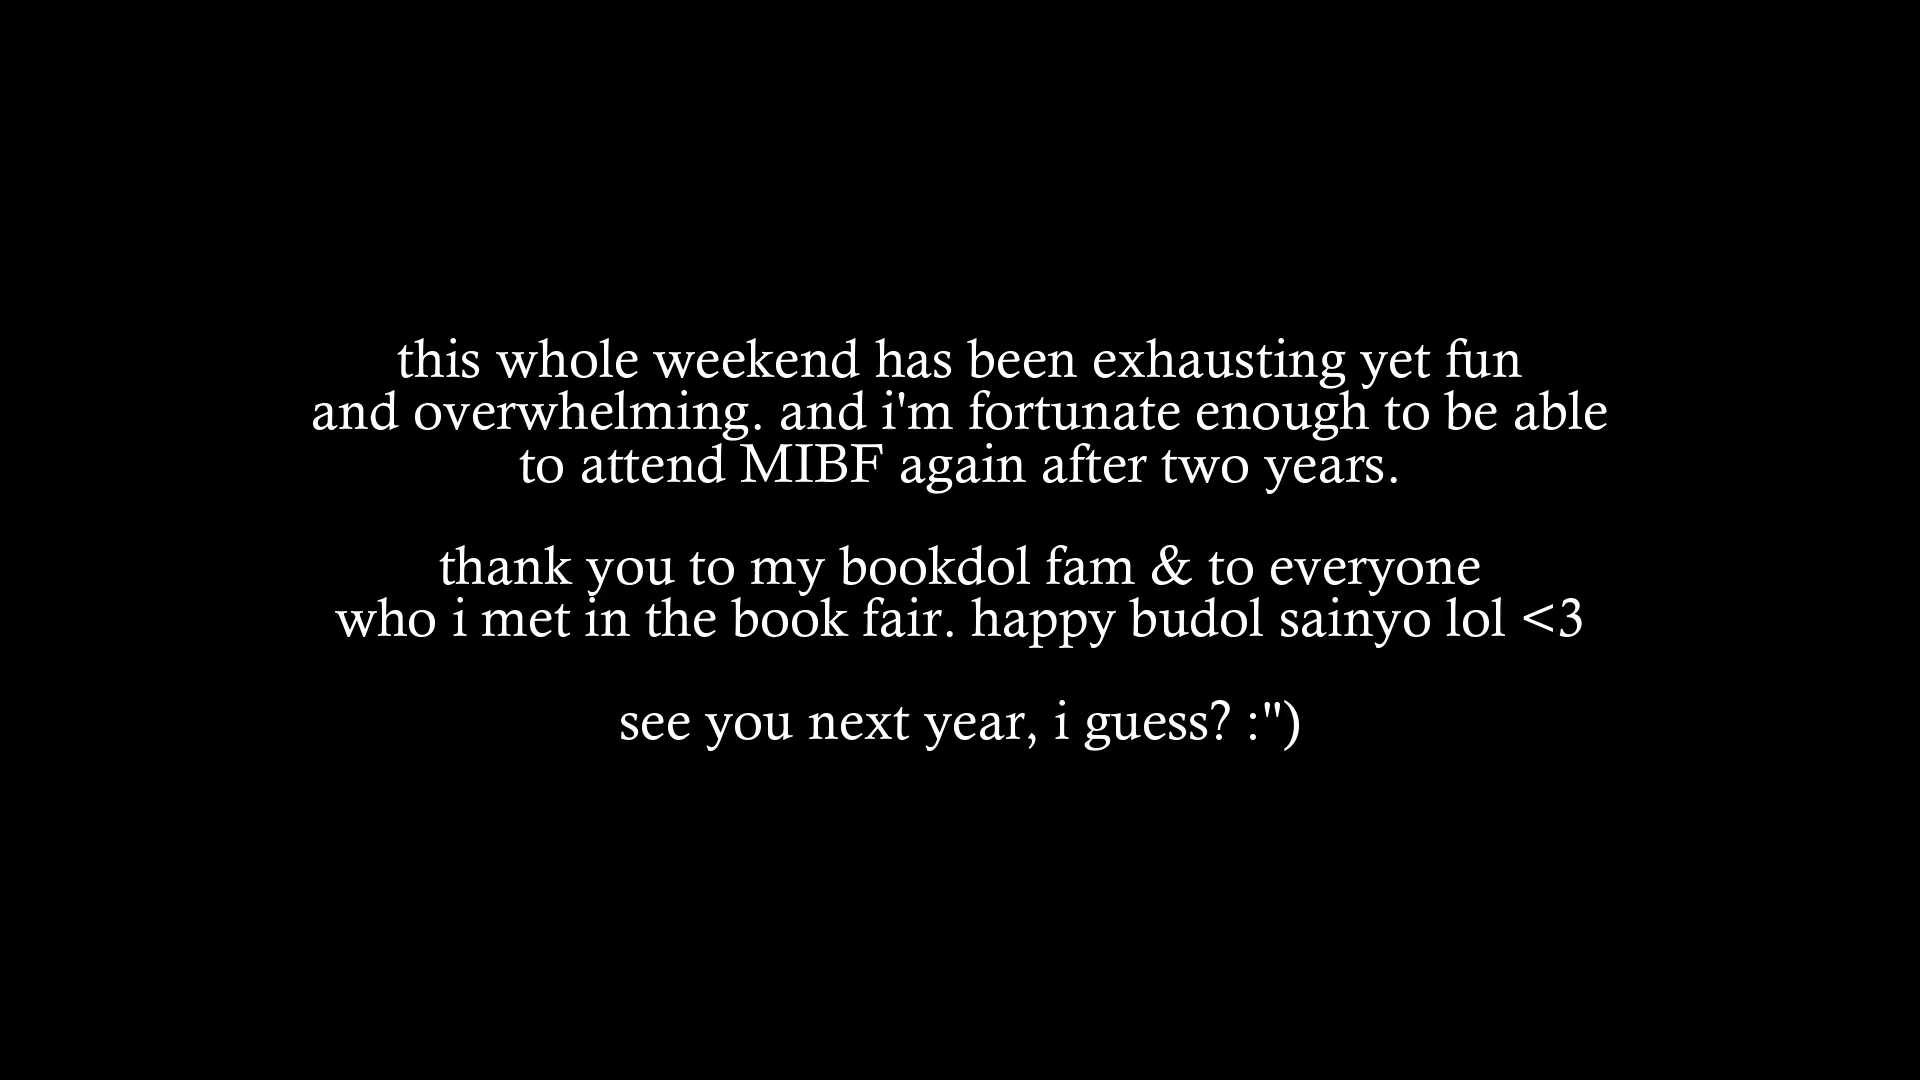 this whole weekend has been exhausting yet fun
and overwhelming. and i'm fortunate enough to be able
to attend MIBF again after two years.
thank you to my bookdol fam & to everyone
who i met in the book fair. happy budol sainyo lol <3
see you next year, i guess? :")